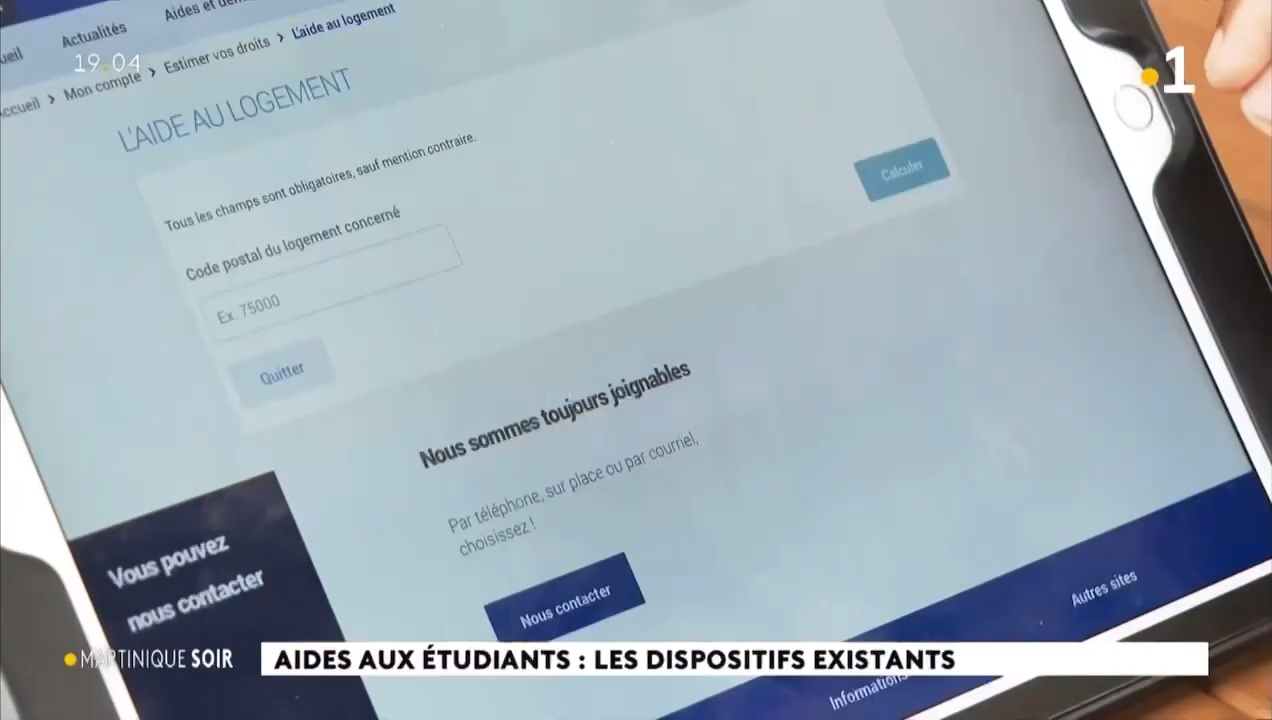 Actualités
Aides et
19:04
Accueil > Mon compte > Estimer vos droits > L'aide au logement
1
L'AIDE AU LOGEMENT
Tous les champs sont obligatoires, sauf mention contraire.
Code postal du logement concerné
Ex. 75000
Calculer
Quitter
Nous sommes toujours joignables
Par téléphone, sur place ou par courriel,
choisissez !
Nous contacter
Vous pouvez
nous contacter
Autres sites
Informations
MARTINIQUE SOIR
AIDES AUX ÉTUDIANTS : LES DISPOSITIFS EXISTANTS